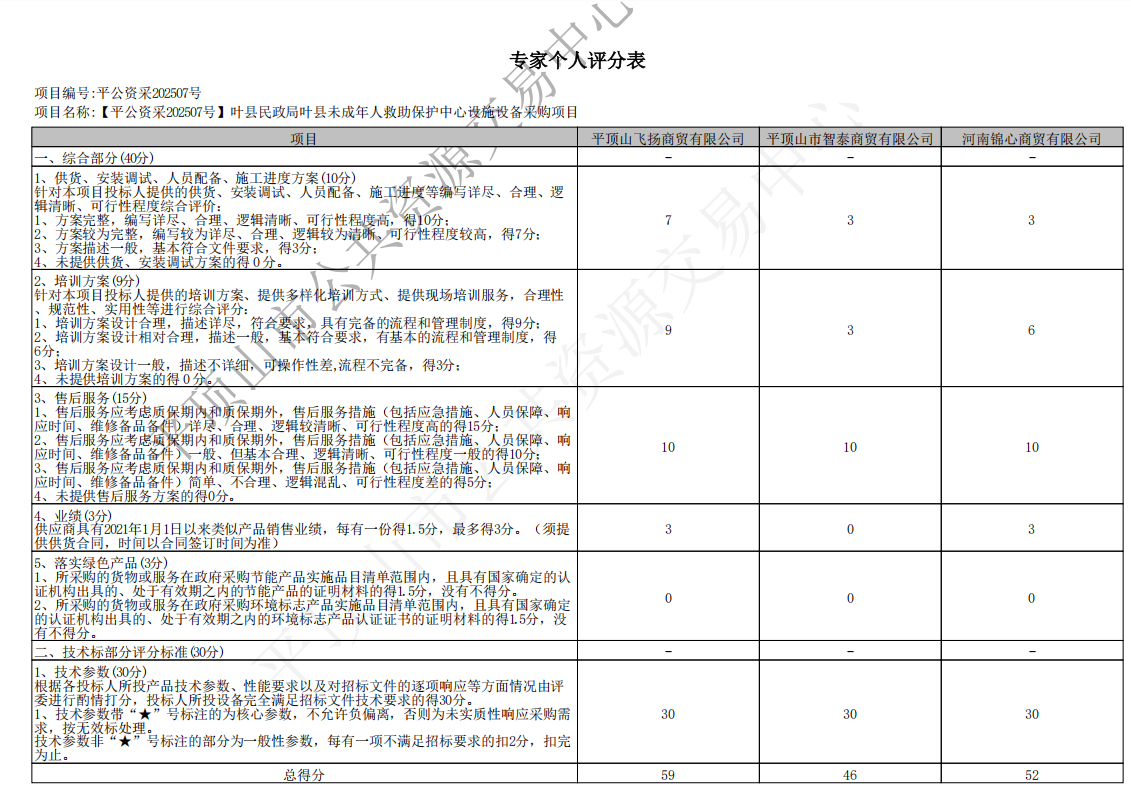 专家个人评分表
项目编号:平公资采202507号
项目名称:【平公资采202507号】叶县民政局叶县未成年人救助保护中心设施设备采购项目
项目 平顶山飞扬商贸有限公司 平顶山市智泰商贸有限公司 河南锦心商贸有限公司
一、综合部分(40分) - - -
1、供货、安装调试、人员配备、施工进度方案(10分)
针对本项目投标人提供的供货、安装调试、人员配备、施工进度等编写详尽、合理、逻
辑清晰、可行性程度综合评价:
1、方案完整，编写详尽、合理、逻辑清晰、可行性程度高，得10分;
2、方案较为完整，编写较为详尽、合理、逻辑较为清晰、可行性程度较高，得7分;
3、方案描述一般，基本符合文件要求，得3分;
4、未提供供货、安装调试方案的得０分。
7 3 3
2、培训方案(9分)
针对本项目投标人提供的培训方案、提供多样化培训方式、提供现场培训服务，合理性
、规范性、实用性等进行综合评分:
1、培训方案设计合理，描述详尽，符合要求，具有完备的流程和管理制度，得9分;
2、培训方案设计相对合理，描述一般，基本符合要求，有基本的流程和管理制度，得
6分;
3、培训方案设计一般，描述不详细，可操作性差,流程不完备，得3分;
4、未提供培训方案的得０分。
9 3 6
3、售后服务(15分)
1、售后服务应考虑质保期内和质保期外，售后服务措施（包括应急措施、人员保障、响
应时间、维修备品备件）详尽、合理、逻辑较清晰、可行性程度高的得15分;
2、售后服务应考虑质保期内和质保期外，售后服务措施（包括应急措施、人员保障、响
应时间、维修备品备件）一般、但基本合理、逻辑清晰、可行性程度一般的得10分;
3、售后服务应考虑质保期内和质保期外，售后服务措施（包括应急措施、人员保障、响
应时间、维修备品备件）简单、不合理、逻辑混乱、可行性程度差的得5分;
4、未提供售后服务方案的得0分。
10 10 10
4、业绩(3分)
供应商具有2021年1月1日以来类似产品销售业绩，每有一份得1.5分，最多得3分。（须提
供供货合同，时间以合同签订时间为准）
3 0 3
5、落实绿色产品(3分)
1、所采购的货物或服务在政府采购节能产品实施品目清单范围内，且具有国家确定的认
证机构出具的、处于有效期之内的节能产品的证明材料的得1.5分，没有不得分。
2、所采购的货物或服务在政府采购环境标志产品实施品目清单范围内，且具有国家确定
的认证机构出具的、处于有效期之内的环境标志产品认证证书的证明材料的得1.5分，没
有不得分。
0 0 0
二、技术标部分评分标准(30分) - - -
1、技术参数(30分)
根据各投标人所投产品技术参数、性能要求以及对招标文件的逐项响应等方面情况由评
委进行酌情打分，投标人所投设备完全满足招标文件技术要求的得30分。
1、技术参数带“★”号标注的为核心参数，不允许负偏离，否则为未实质性响应采购需
求，按无效标处理。
技术参数非“★”号标注的部分为一般性参数，每有一项不满足招标要求的扣2分，扣完
为止。
30 30 30
总得分 59 46 52
平顶山市公共资源交易中心
平顶山市公共资源交易中心